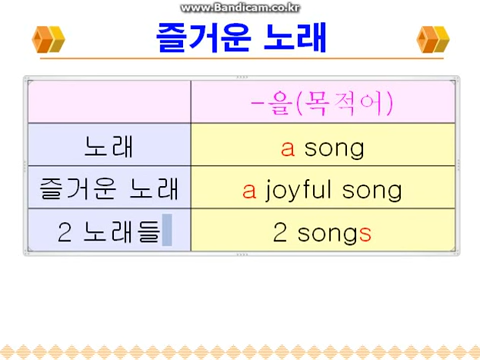 www.Bandicam.co.kr
즐거운 노래
-을(목적어)
노래 a song
즐거운 노래 a joyful song
2 노래들 2 songs